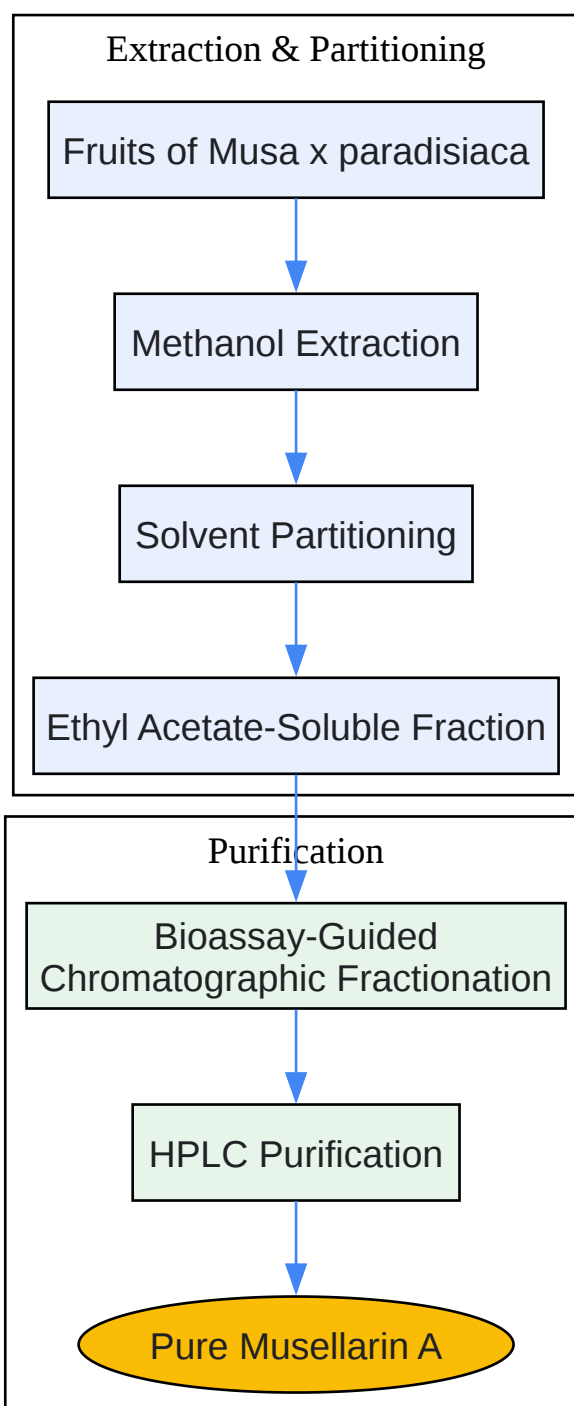 Extraction & Partitioning
Fruits of Musa x paradisiaca
Methanol Extraction
Solvent Partitioning
Ethyl Acetate-Soluble Fraction
Purification
Bioassay-Guided
Chromatographic Fractionation
HPLC Purification
Pure Musellarin A